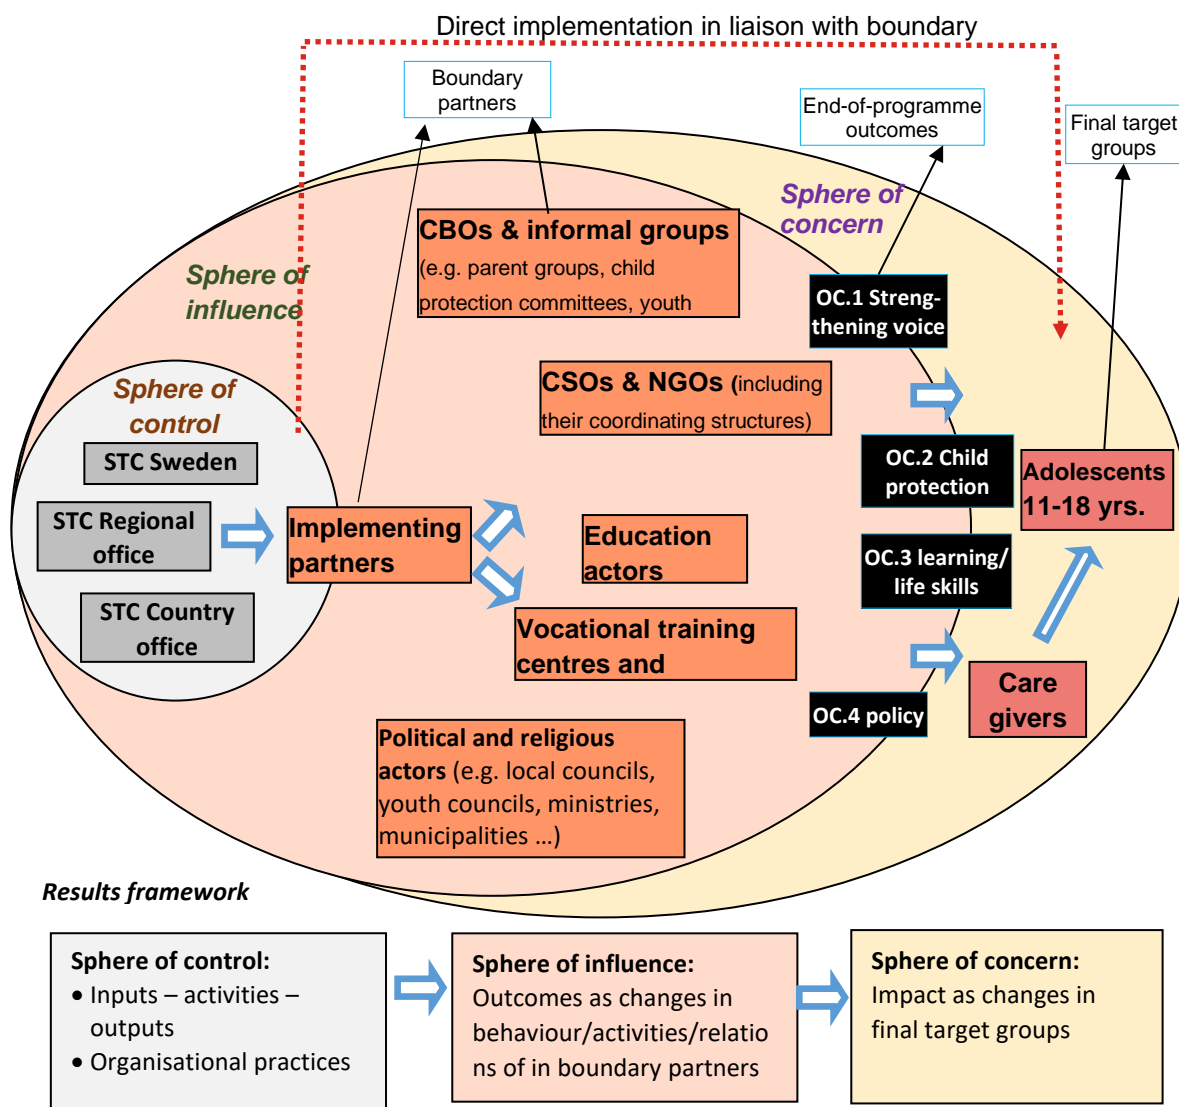 Direct implementation in liaison with boundary
Boundary
partners
End-of-programme
outcomes
Final target
groups
Sphere of
concern
CBOs & informal groups
(e.g. parent groups, child
protection committees, youth
Sphere of
influence
OC.1 Streng-
thening voice
CSOs & NGOs (including
their coordinating structures)
Sphere of
control
STC Sweden
OC.2 Child
protection
Adolescents
11-18 yrs.
STC Regional
office
Implementing
partners
Education
actors
OC.3 learning/
life skills
STC Country
office
Vocational training
centres and
Care
givers
OC.4 policy
Political and religious
actors (e.g. local councils,
youth councils, ministries,
municipalities …)
Results framework
Sphere of control:
• Inputs – activities –
outputs
• Organisational practices
Sphere of influence:
Outcomes as changes in
behaviour/activities/relatio
ns of in boundary partners
Sphere of concern:
Impact as changes in
final target groups